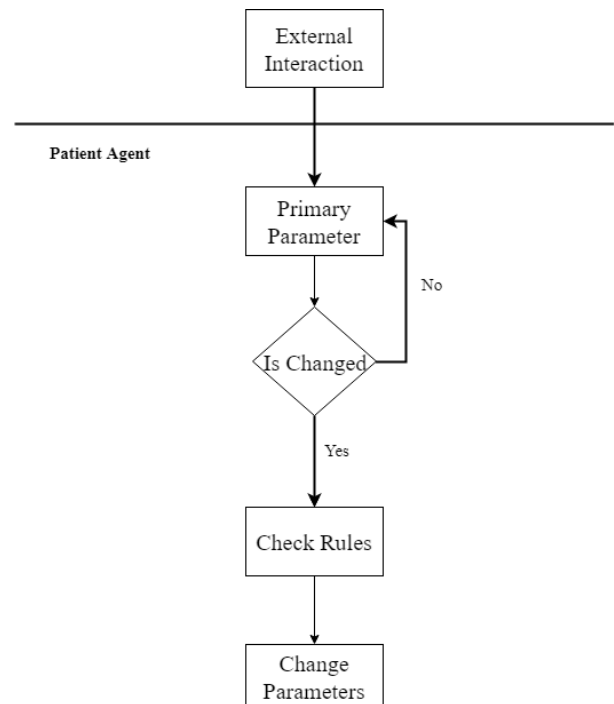 External
Interaction
Patient Agent
Primary
Parameter
No
Is Changed
Yes
Check Rules
Change
Parameters